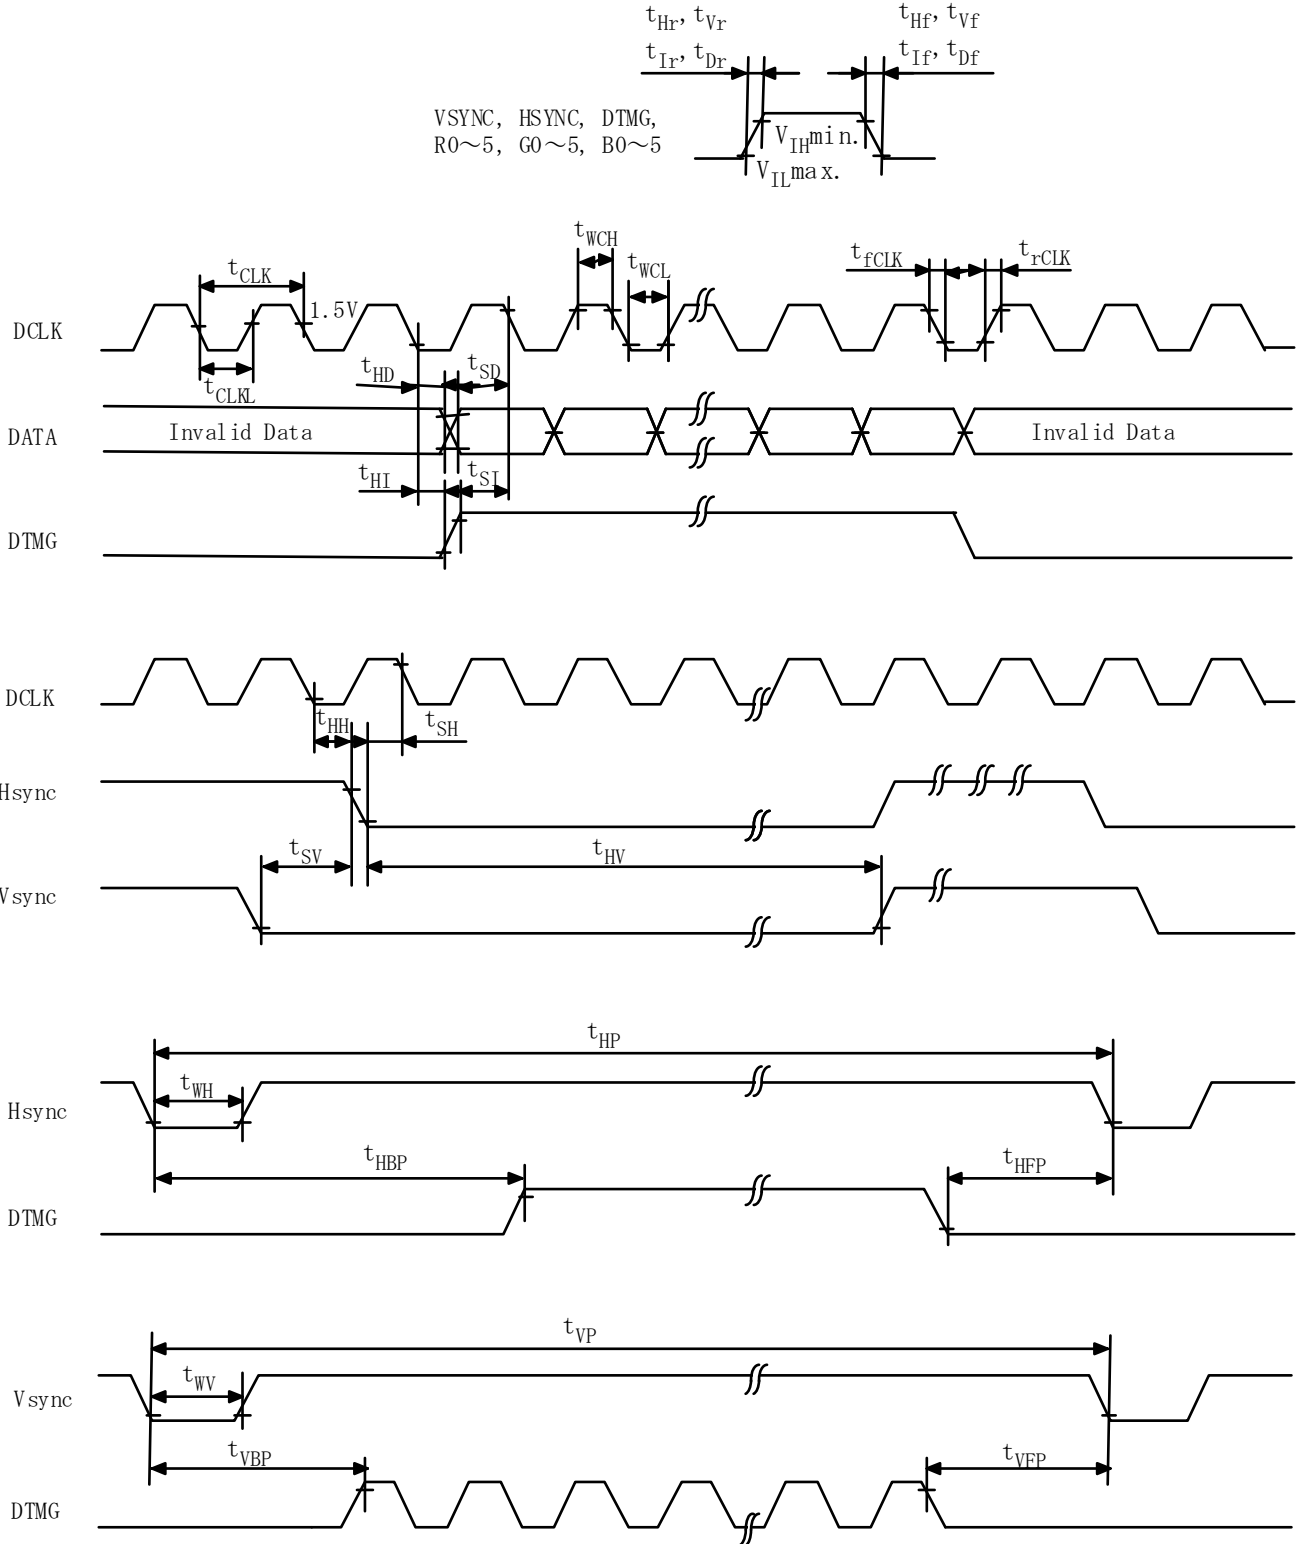 tHr, tVr
tIr, tDr
tHf, tVf
tIf, tDf
VSYNC, HSYNC, DTMG,
R0～5, G0～5, B0～5
VIHmin.
VILmax.
tCLK
tWCH
tWCL
tfCLK
trCLK
1.5V
DCLK
tCLKL
tHD
tSD
DATA
Invalid Data
Invalid Data
tHI
tSI
DTMG
DCLK
tHH
tSH
Hsync
tSV
tHV
Vsync
tHP
tWH
Hsync
tHBP
tHFP
DTMG
tVP
tWV
Vsync
tVBP
tVFP
DTMG